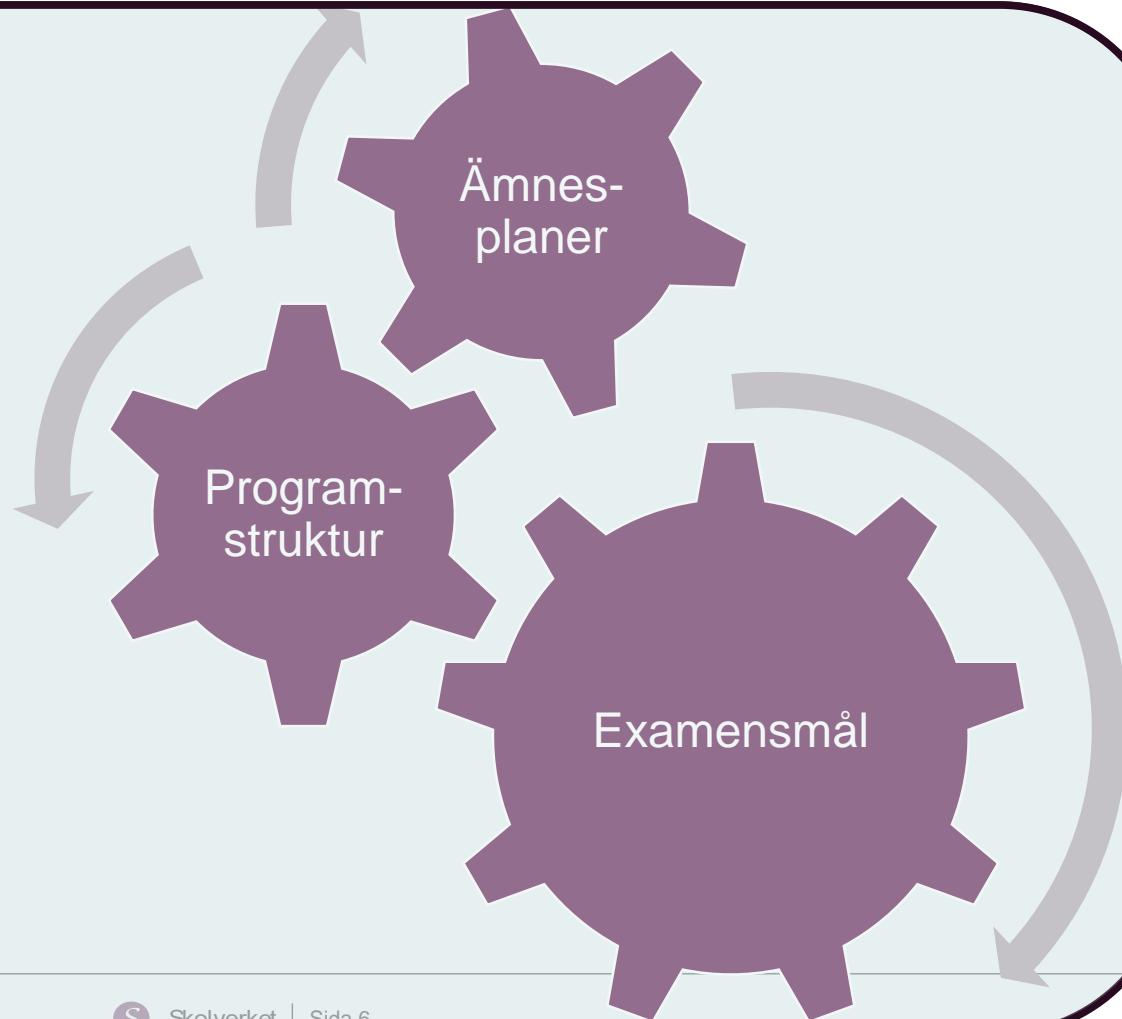 Ämnes-
planer
Program-
struktur
Examensmål
S Skolverket | Sida 6